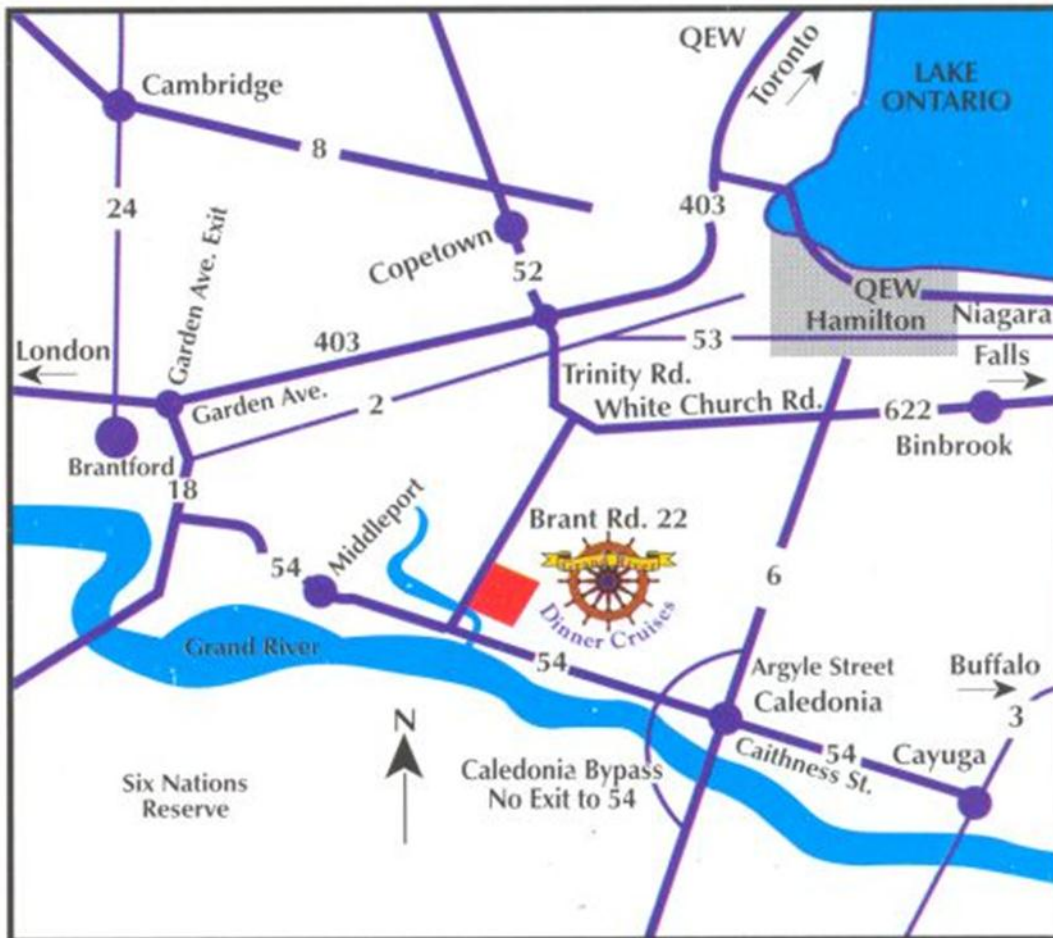 QEW
Toronto
LAKE
ONTARIO
Cambridge
8
24
403
Garden Ave. Exit
Copetown
52
QEW
Hamilton
Niagara
Falls
403
53
London
Trinity Rd.
Garden Ave.
2
White Church Rd.
622
Binbrook
Brantford
18
Middleport
Brant Rd. 22
Grand River
Dinner Cruises
54
6
Grand River
54
Argyle Street
Caledonia
Buffalo
3
N
54
Cayuga
Caithness St.
Caledonia Bypass
No Exit to 54
Six Nations
Reserve